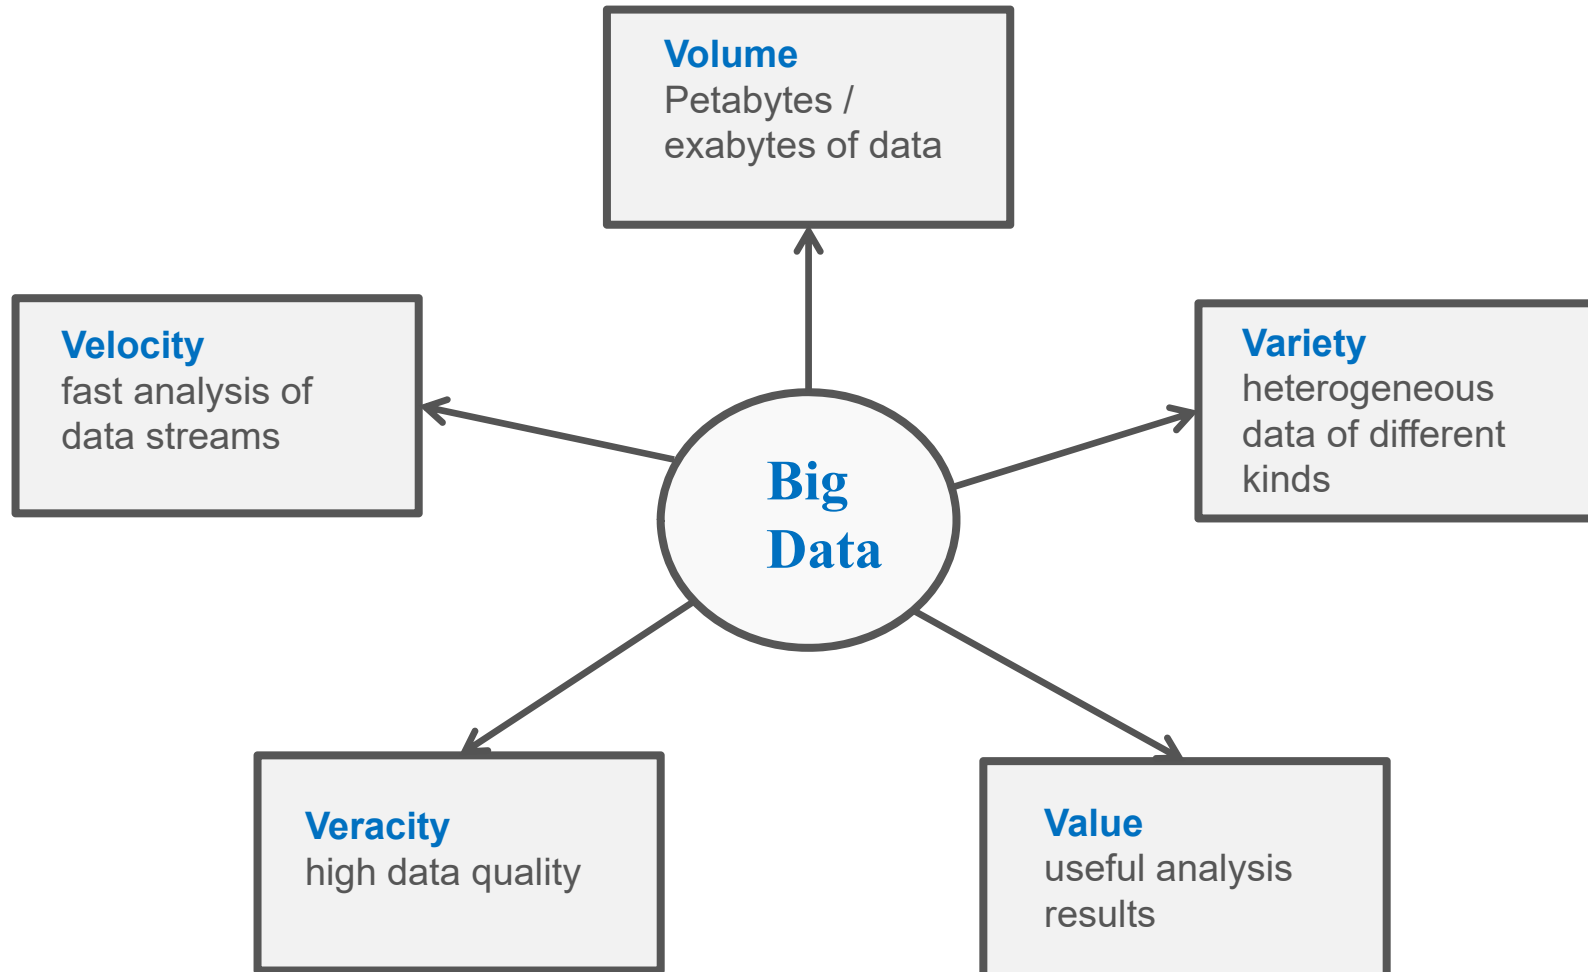 Volume
Petabytes /
exabytes of data
Velocity
fast analysis of
data streams
Variety
heterogeneous
data of different
kinds
Big
Data
Veracity
high data quality
Value
useful analysis
results